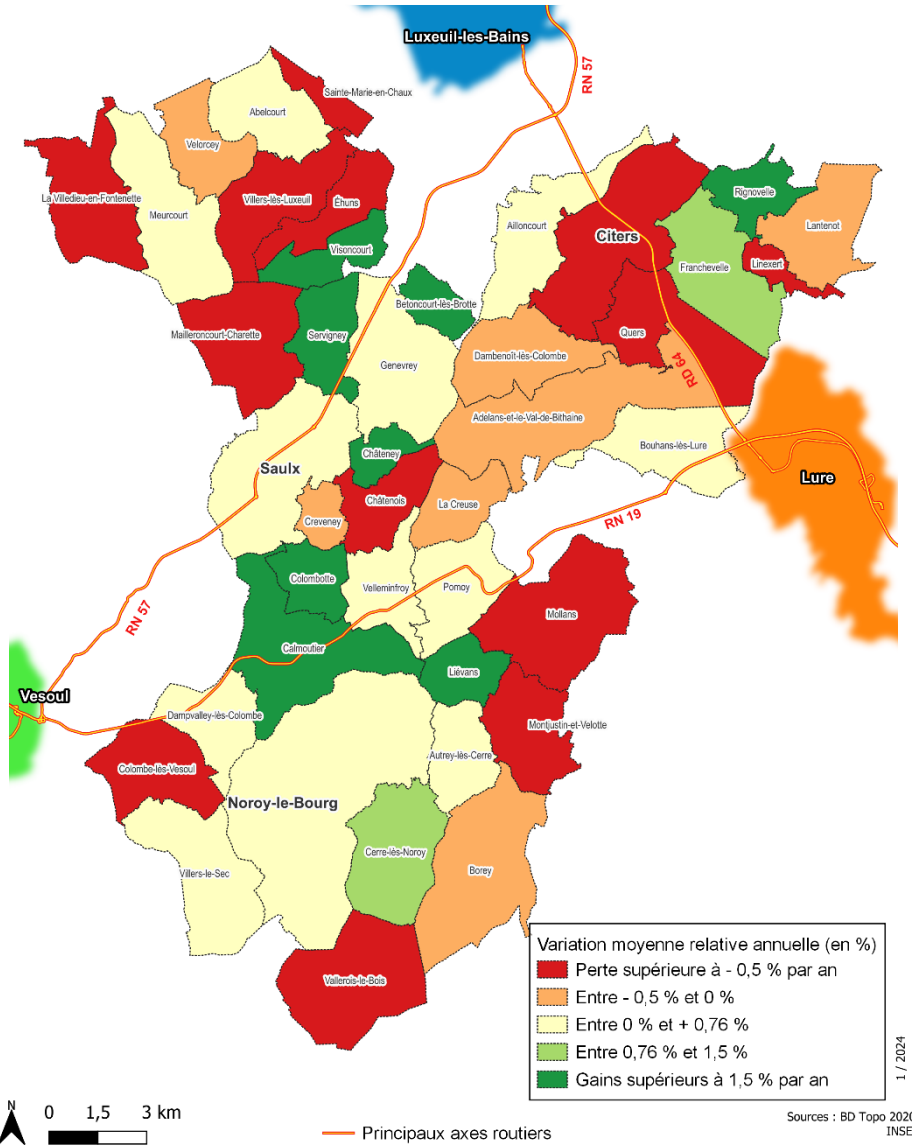 Luxeuil-les-Bains
RN 57
Sainte-Marie-en-Chaux
Abelcourt
Velorcey
La Villedieu-en-Fontenette
Villers-lès-Luxeuil
Éhuns
Meurcourt
Visoncourt
Rignovelle
Lantenot
Ailloncourt
Citers
Franchevelle
Linexert
Betoncourt-lès-Brotte
Mailleroncourt-Charette
Servigney
Quers
Genevrey
Dambenoît-lès-Colombe
RD 64
Adelans-et-le-Val-de-Bithaine
Bouhans-lès-Lure
Châteney
Saulx
Lure
Châtenois
La Creuse
Creveney
RN 19
Colombotte
Velleminfroy
Pomoy
Mollans
RN 57
Calmoutier
Liévans
Vesoul
Dampvalley-lès-Colombe
Montjustin-et-Velotte
Autrey-lès-Cerre
Colombe-lès-Vesoul
Noroy-le-Bourg
Cerre-lès-Noroy
Villers-le-Sec
Borey
Vallerois-le-Bois
Variation moyenne relative annuelle (en %)
Perte supérieure à - 0,5 % par an
Entre - 0,5 % et 0 %
Entre 0 % et + 0,76 %
Entre 0,76 % et 1,5 %
Gains supérieurs à 1,5 % par an
1 / 2024
N
0 1,5 3 km
Principaux axes routiers
Sources : BD Topo 2020
INSE